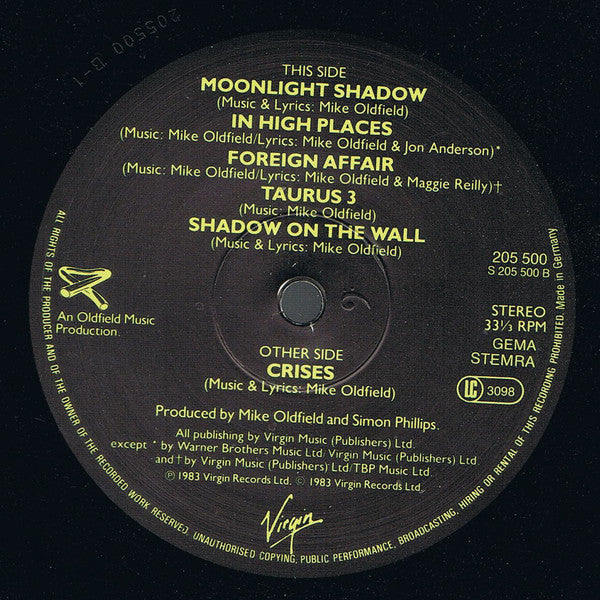 205500 B-1
THIS SIDE
MOONLIGHT SHADOW
(Music & Lyrics: Mike Oldfield)
IN HIGH PLACES
(Music: Mike Oldfield/Lyrics: Mike Oldfield & Jon Anderson)*
FOREIGN AFFAIR
(Music: Mike Oldfield/Lyrics: Mike Oldfield & Maggie Reilly)†
TAURUS 3
(Music: Mike Oldfield)
SHADOW ON THE WALL
(Music & Lyrics: Mike Oldfield)
205 500
S 205 500 B
An Oldfield Music
Production.
STEREO
33⅓ RPM
GEMA
STEMRA
LC 3098
OTHER SIDE
CRISES
(Music & Lyrics: Mike Oldfield)
Produced by Mike Oldfield and Simon Phillips.
All publishing by Virgin Music (Publishers) Ltd.
except * by Warner Brothers Music Ltd/Virgin Music (Publishers) Ltd.
and † by Virgin Music (Publishers) Ltd/TBP Music Ltd.
℗ 1983 Virgin Records Ltd. © 1983 Virgin Records Ltd.
Virgin
ALL RIGHTS OF THE PRODUCER AND OF THE OWNER OF THE RECORDED WORK RESERVED. UNAUTHORISED COPYING, PUBLIC PERFORMANCE, BROADCASTING, HIRING OR RENTAL OF THIS RECORDING PROHIBITED. Made in Germany